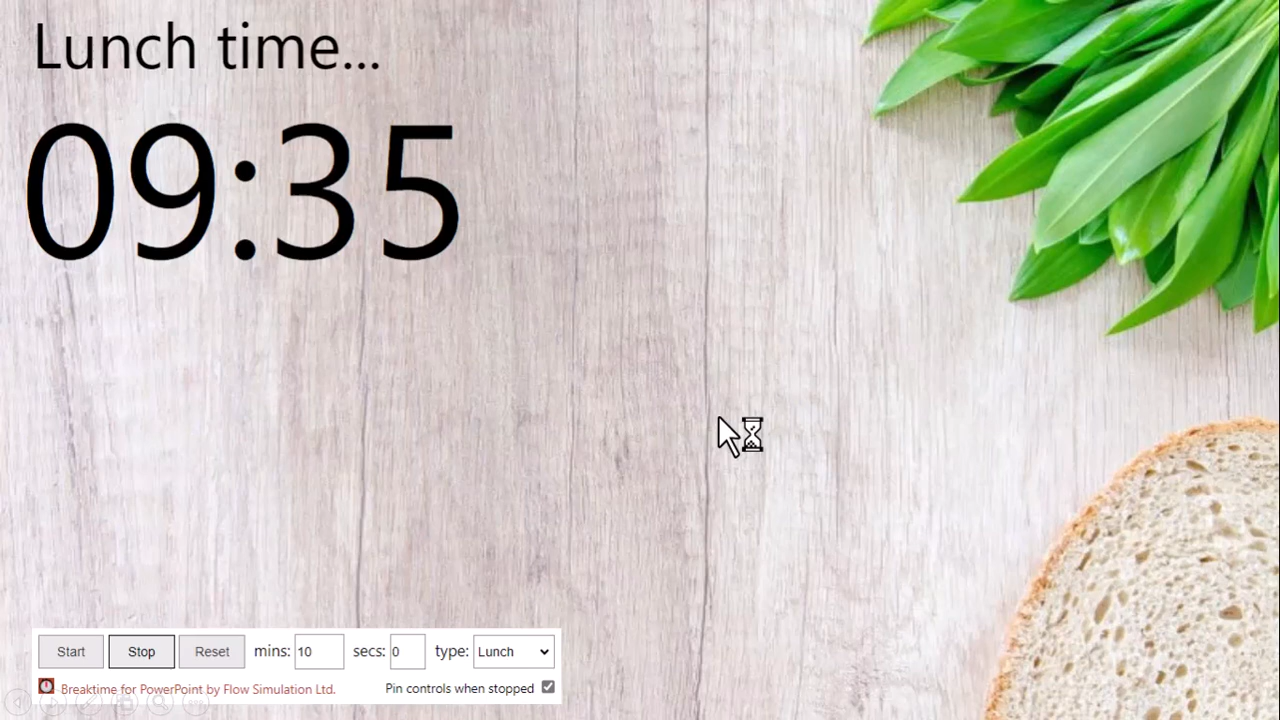 Lunch time...
09:35
Start Stop Reset mins: 10 secs: 0 type: Lunch
Breaktime for PowerPoint by Flow Simulation Ltd. Pin controls when stopped